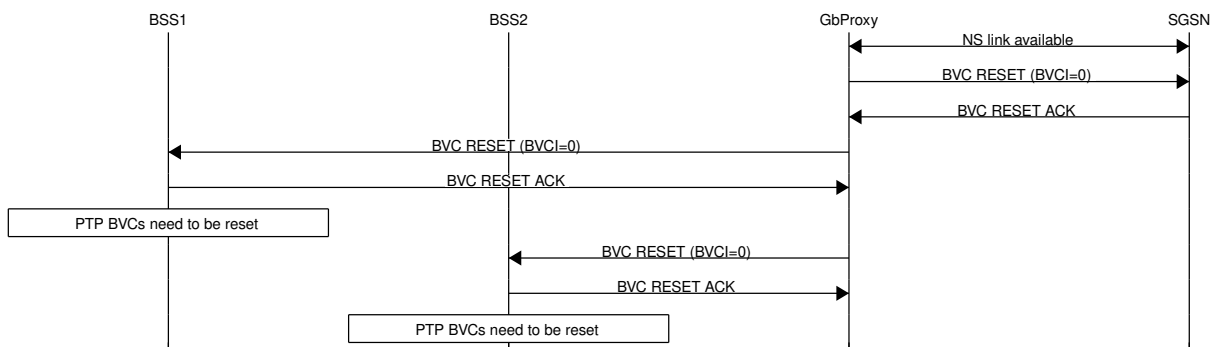 BSS1 BSS2 GbProxy SGSN
NS link available
BVC RESET (BVCI=0)
BVC RESET ACK
BVC RESET (BVCI=0)
BVC RESET ACK
PTP BVCs need to be reset
BVC RESET (BVCI=0)
BVC RESET ACK
PTP BVCs need to be reset